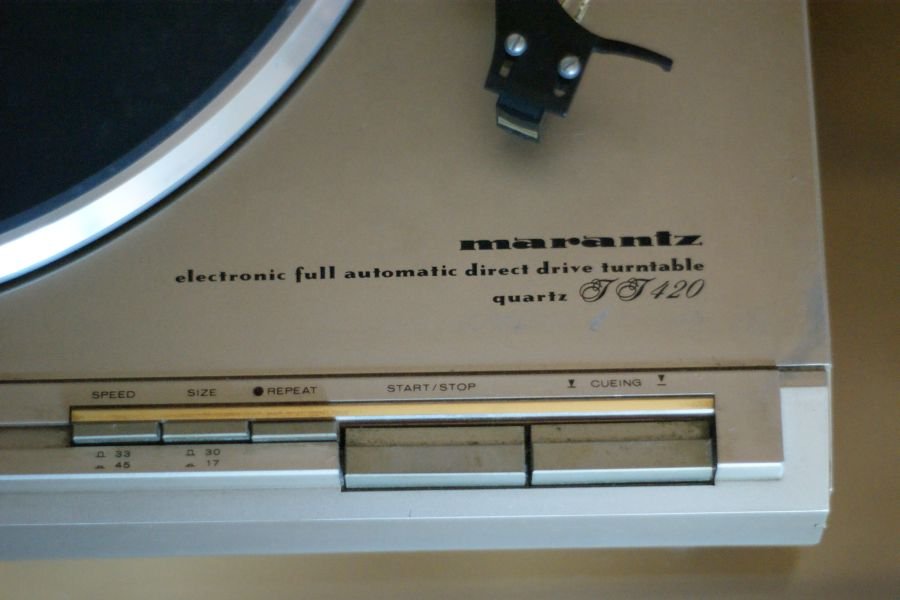 marantz
electronic full automatic direct drive turntable
quartz TT420
SPEED SIZE REPEAT START/STOP CUEING
33 30
45 17